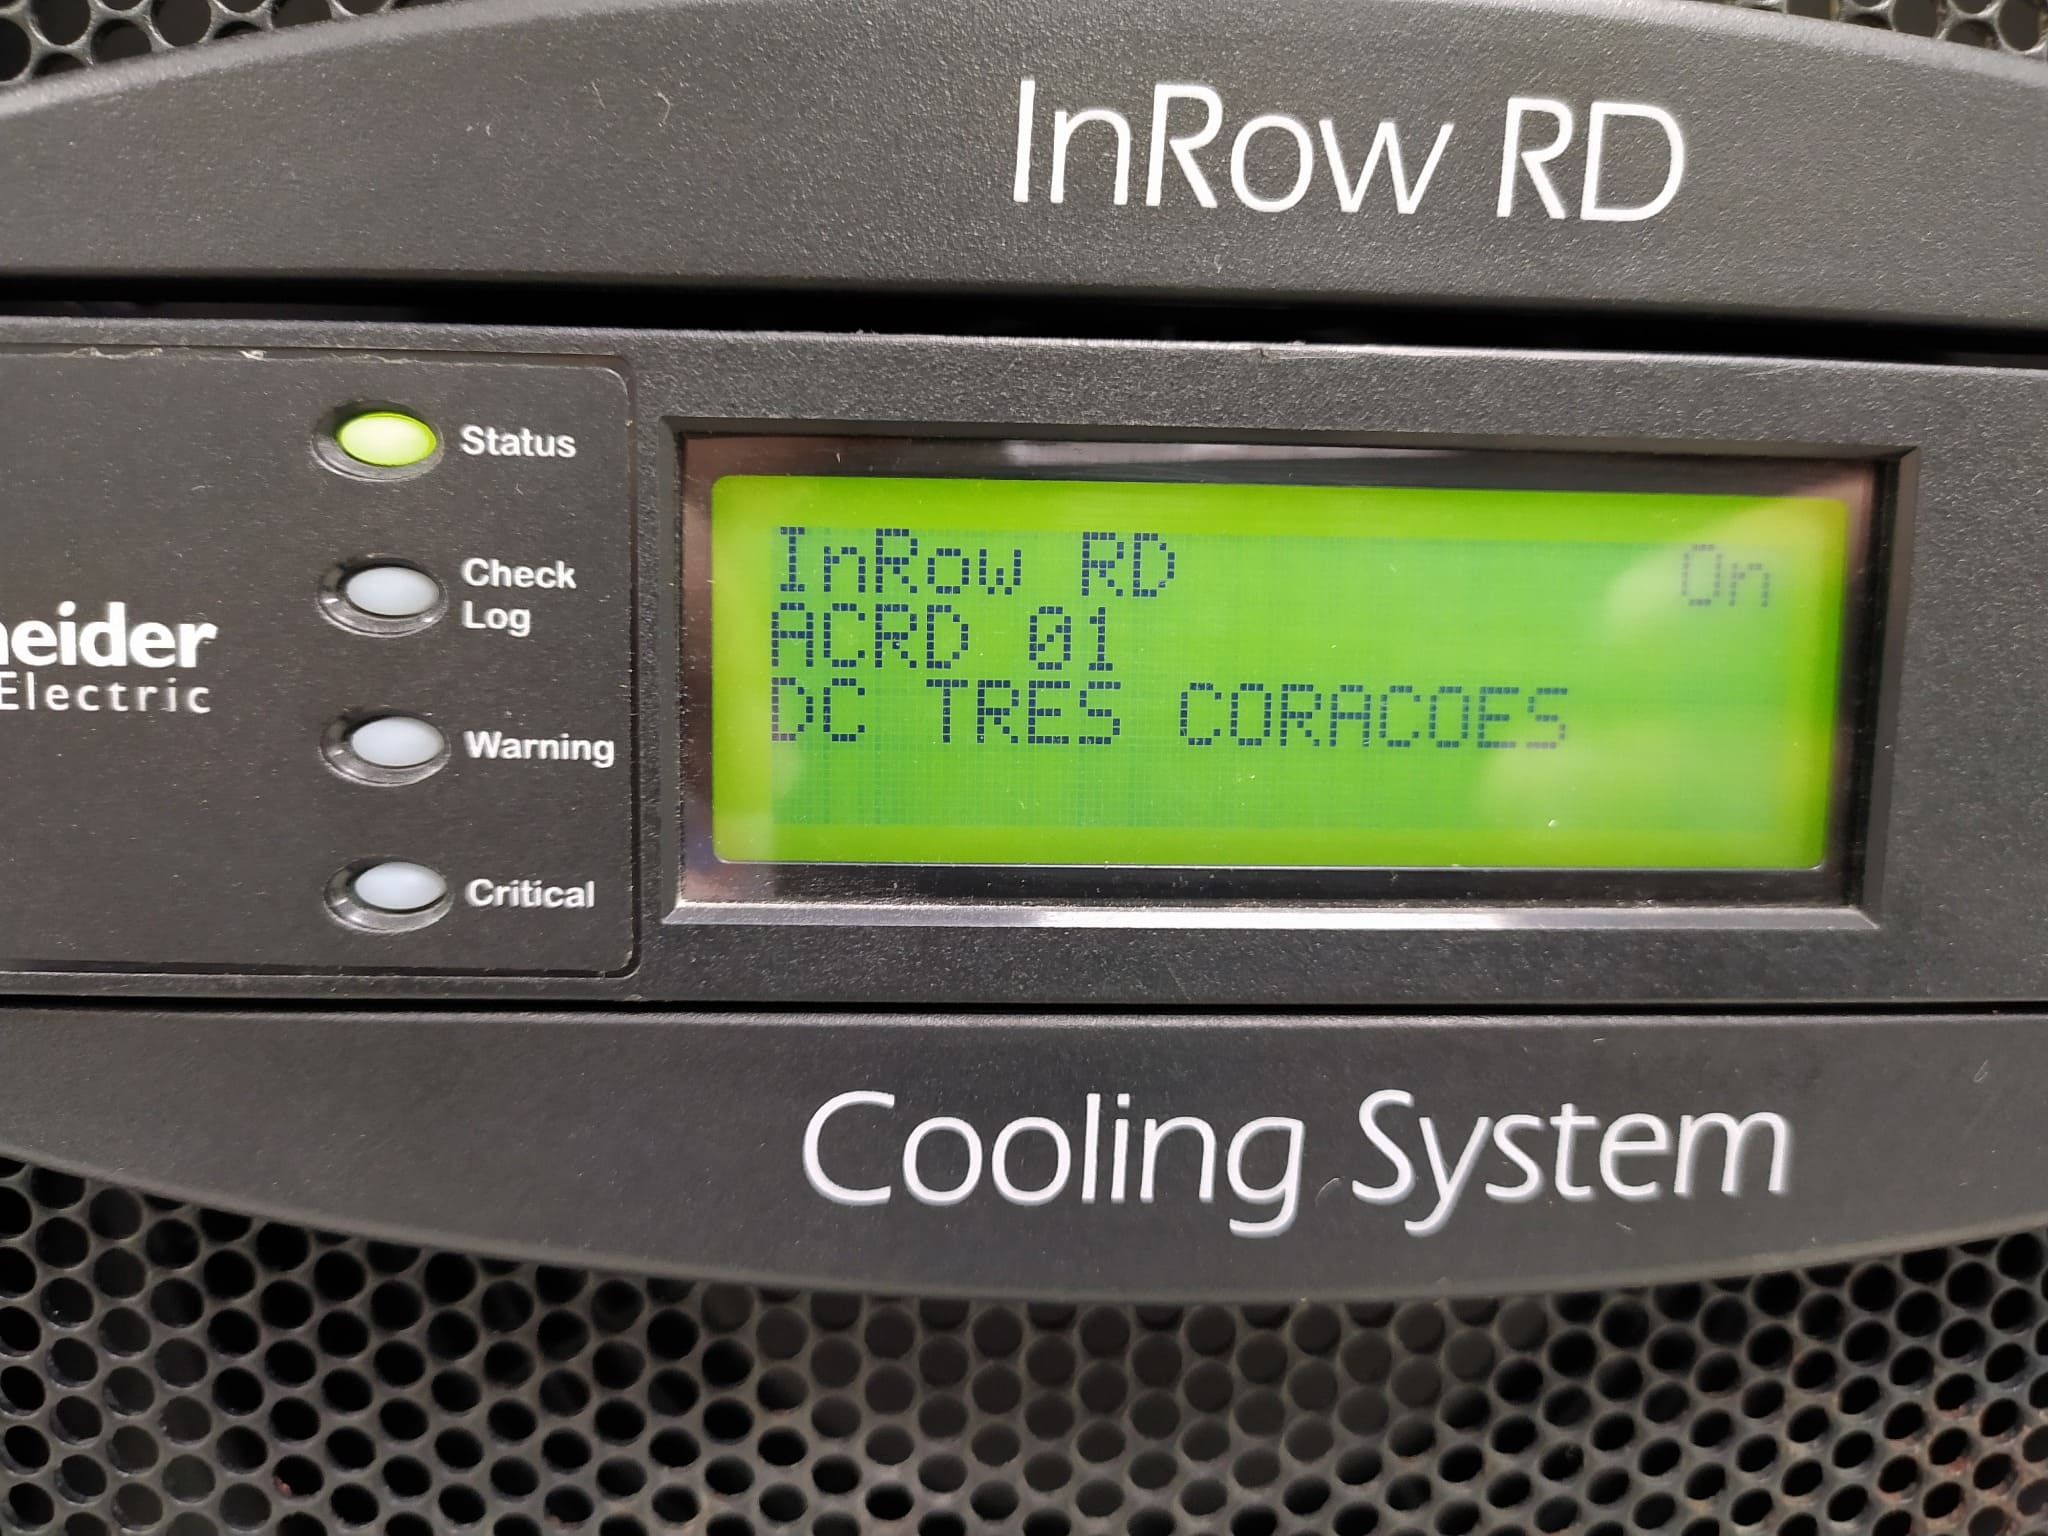 InRow RD
Status
Check
Log
Warning
Critical
neider
Electric
InRow RD On
ACRD 01
DC TRES CORACOES
Cooling System